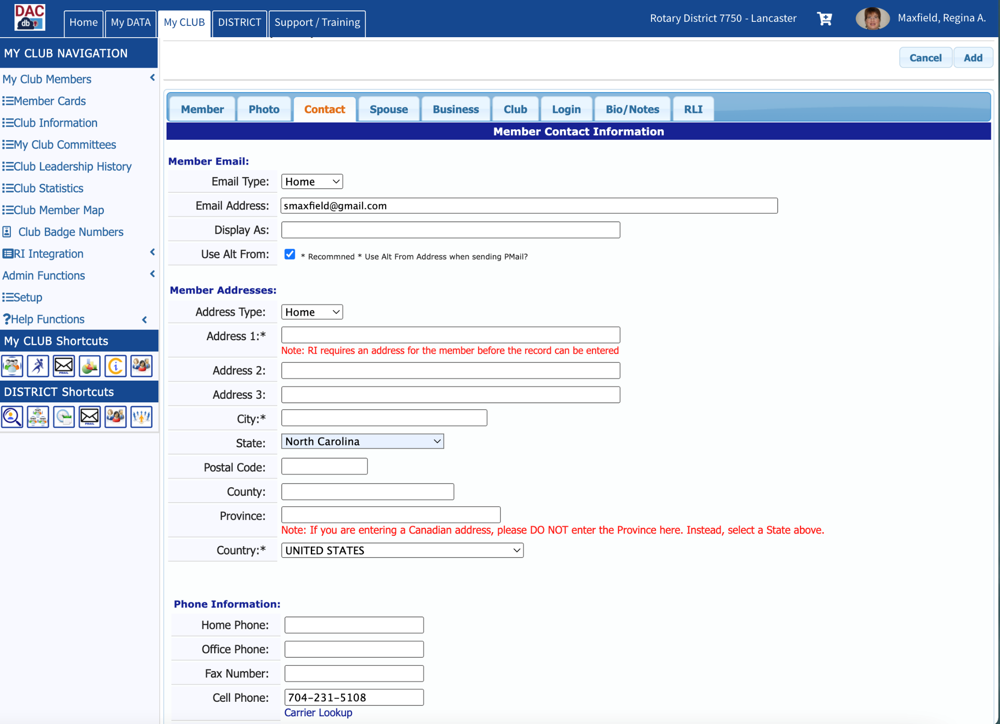 DAC
db
Home
My DATA
My CLUB
DISTRICT
Support / Training
Rotary District 7750 - Lancaster
Maxfield, Regina A.
MY CLUB NAVIGATION
My Club Members
Member Cards
Club Information
My Club Committees
Club Leadership History
Club Statistics
Club Member Map
Club Badge Numbers
RI Integration
Admin Functions
Setup
?Help Functions
My CLUB Shortcuts
PMAIL
DISTRICT Shortcuts
PMAIL
Cancel
Add
Member
Photo
Contact
Spouse
Business
Club
Login
Bio/Notes
RLI
Member Contact Information
Member Email:
Email Type: Home
Email Address: smaxfield@gmail.com
Display As:
Use Alt From: * Recommned * Use Alt From Address when sending PMail?
Member Addresses:
Address Type: Home
Address 1:*
Note: RI requires an address for the member before the record can be entered
Address 2:
Address 3:
City:*
State: North Carolina
Postal Code:
County:
Province:
Note: If you are entering a Canadian address, please DO NOT enter the Province here. Instead, select a State above.
Country:* UNITED STATES
Phone Information:
Home Phone:
Office Phone:
Fax Number:
Cell Phone: 704-231-5108
Carrier Lookup